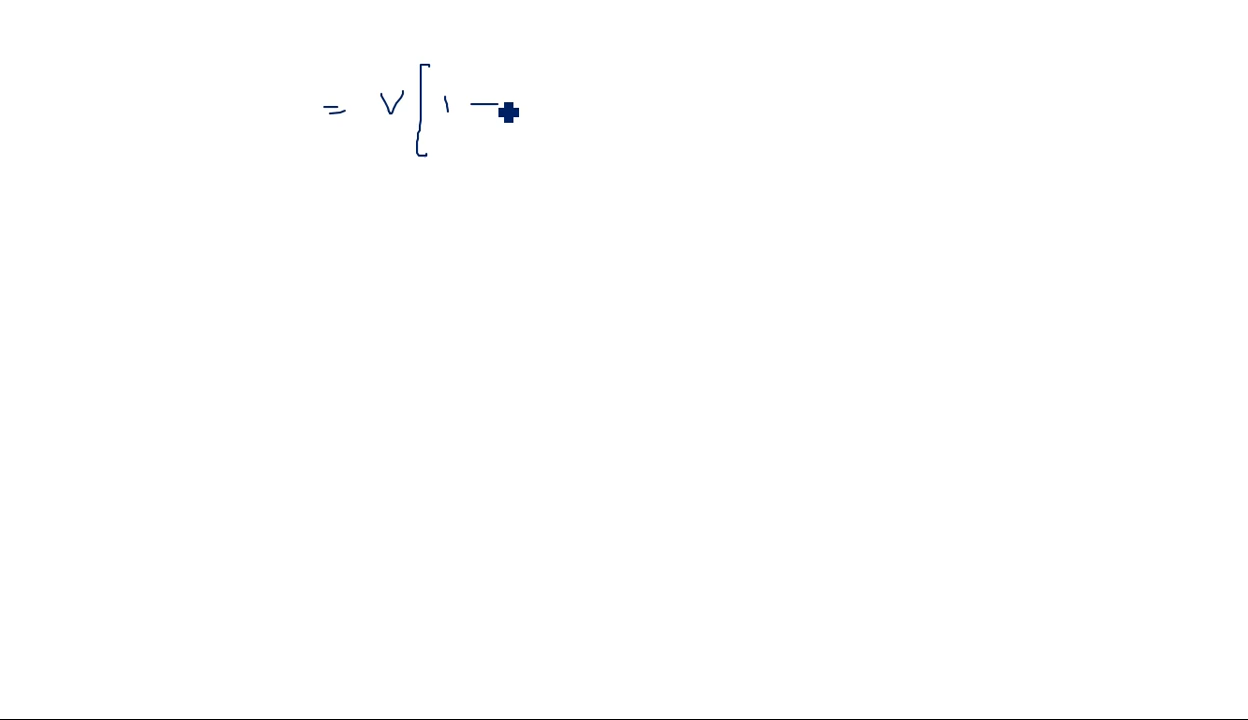 = V[1 -